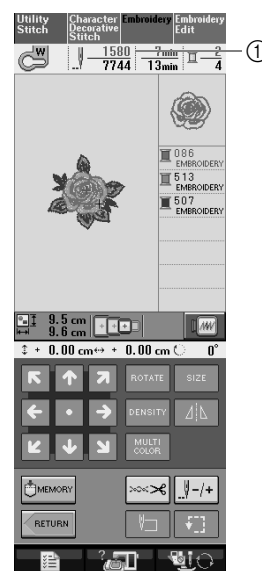 Utility Stitch
Character Decorative Stitch
Embroidery
Embroidery Edit
W
1580
7744
7min
13min
2
4
①
086
EMBROIDERY
513
EMBROIDERY
507
EMBROIDERY
9.5 cm
9.6 cm
+ 0.00 cm + 0.00 cm 0°
ROTATE
SIZE
DENSITY
MULTI COLOR
MEMORY
-/+
RETURN
?